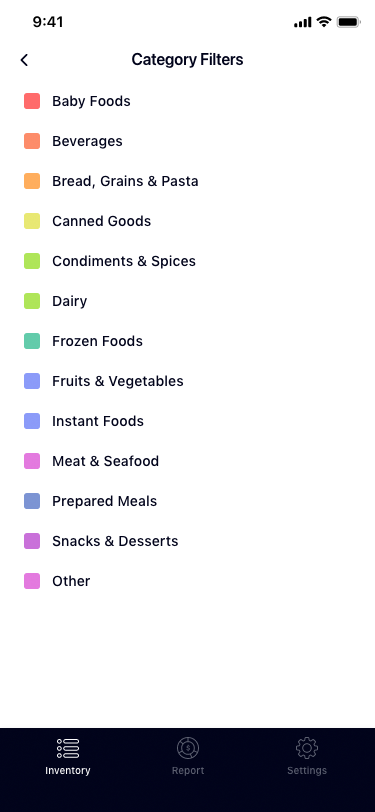 9:41
Category Filters
Baby Foods
Beverages
Bread, Grains & Pasta
Canned Goods
Condiments & Spices
Dairy
Frozen Foods
Fruits & Vegetables
Instant Foods
Meat & Seafood
Prepared Meals
Snacks & Desserts
Other
$
Inventory
Report
Settings